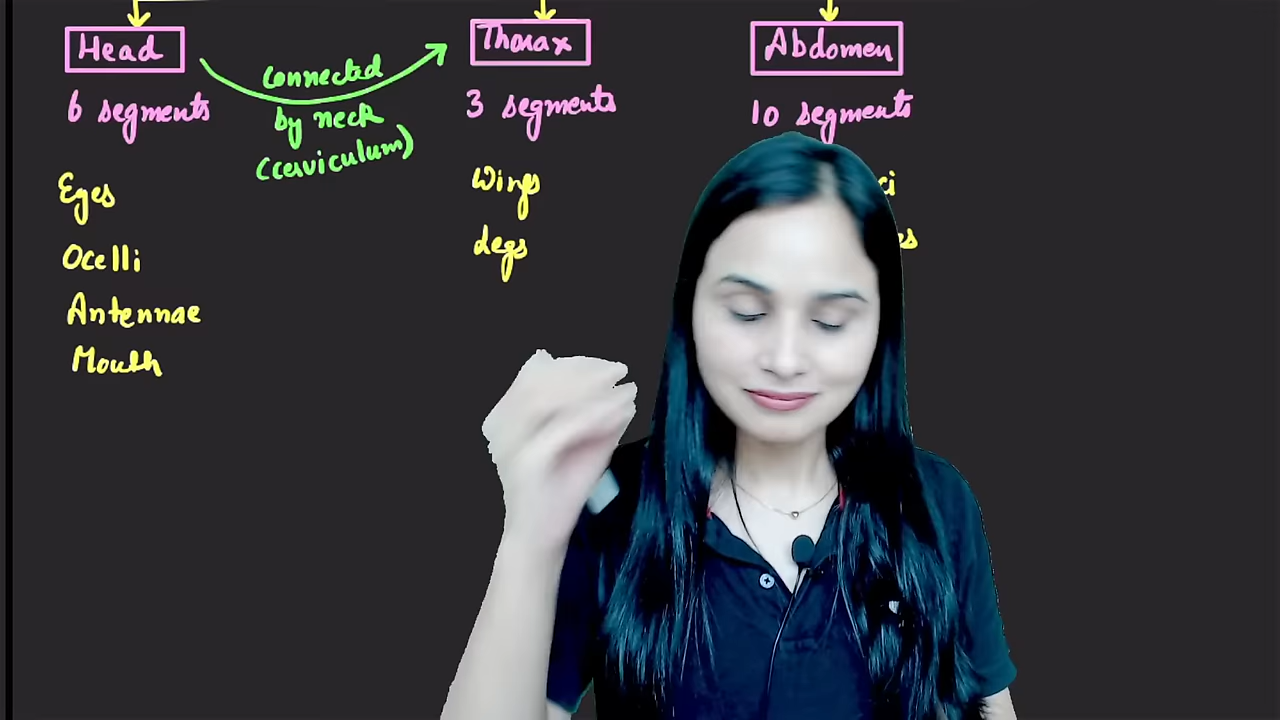 Head
6 segments
Eyes
Ocelli
Antennae
Mouth
connected
by neck
(cerviculum)
Thorax
3 segments
Wings
Legs
Abdomen
10 segments